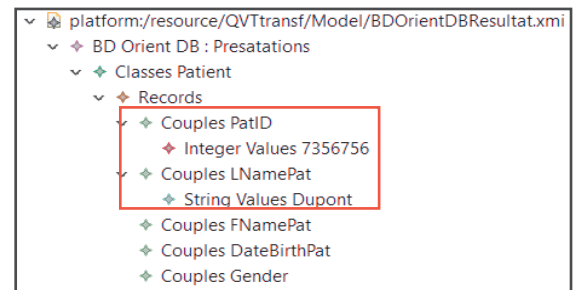 platform:/resource/QVTtransf/Model/BDOrientDBResultat.xmi
BD Orient DB : Presatations
Classes Patient
Records
Couples PatID
Integer Values 7356756
Couples LNamePat
String Values Dupont
Couples FNamePat
Couples DateBirthPat
Couples Gender